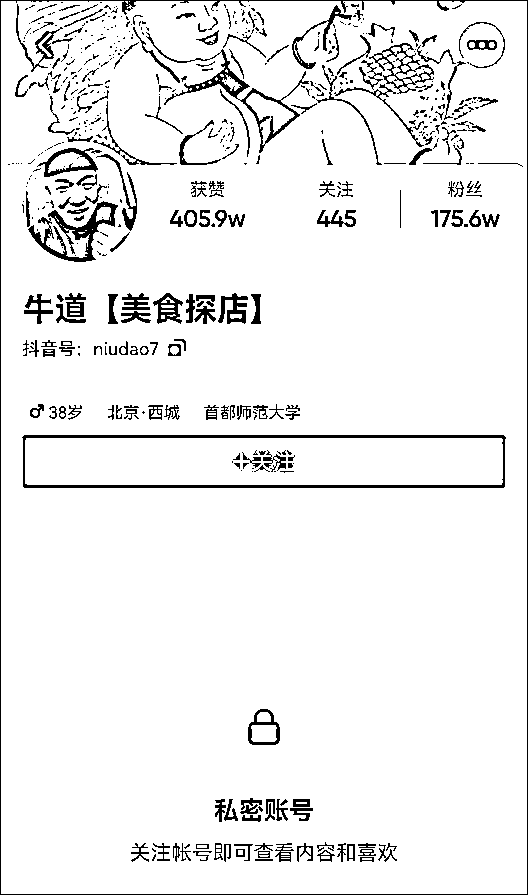 获赞 关注 粉丝
405.9w 445 175.6w
牛道【美食探店】
抖音号：niudao7
38岁 北京·西城 首都师范大学
+关注
私密账号
关注帐号即可查看内容和喜欢